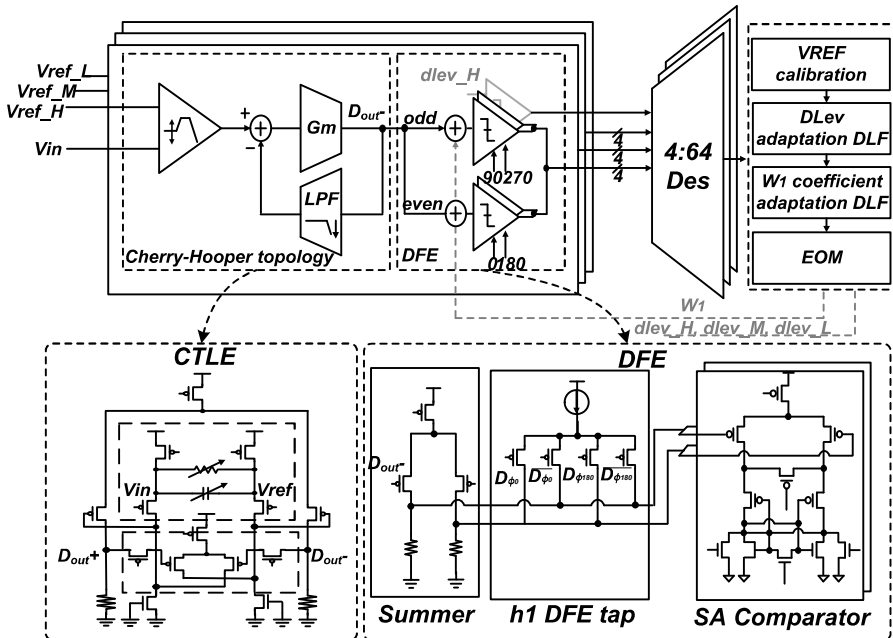 Vref_L
Vref_M
Vref_H
Vin
+
−
Gm
LPF
Dout-
Cherry-Hooper topology
odd
even
dlev_H
90270
0180
DFE
4
4
4
4:64
Des
VREF
calibration
DLev
adaptation DLF
W1 coefficient
adaptation DLF
EOM
W1
dlev_H, dlev_M, dlev_L
CTLE
Vin
Vref
Dout+
Dout-
DFE
Dout-
Dϕ0
Dϕ0
Dϕ180
Dϕ180
Summer
h1 DFE tap
SA Comparator